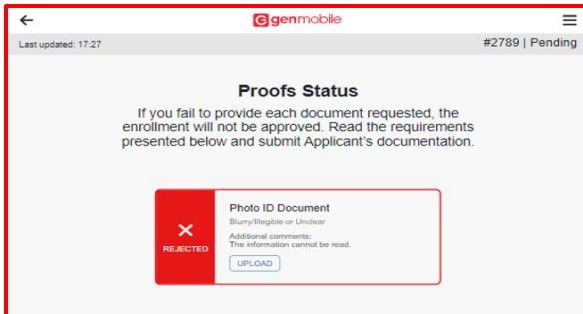 genmobile
Last updated: 17:27
#2789 | Pending
Proofs Status
If you fail to provide each document requested, the
enrollment will not be approved. Read the requirements
presented below and submit Applicant's documentation.
REJECTED
Photo ID Document
Blurry/Illegible or Unclear
Additional comments:
The information cannot be read.
UPLOAD